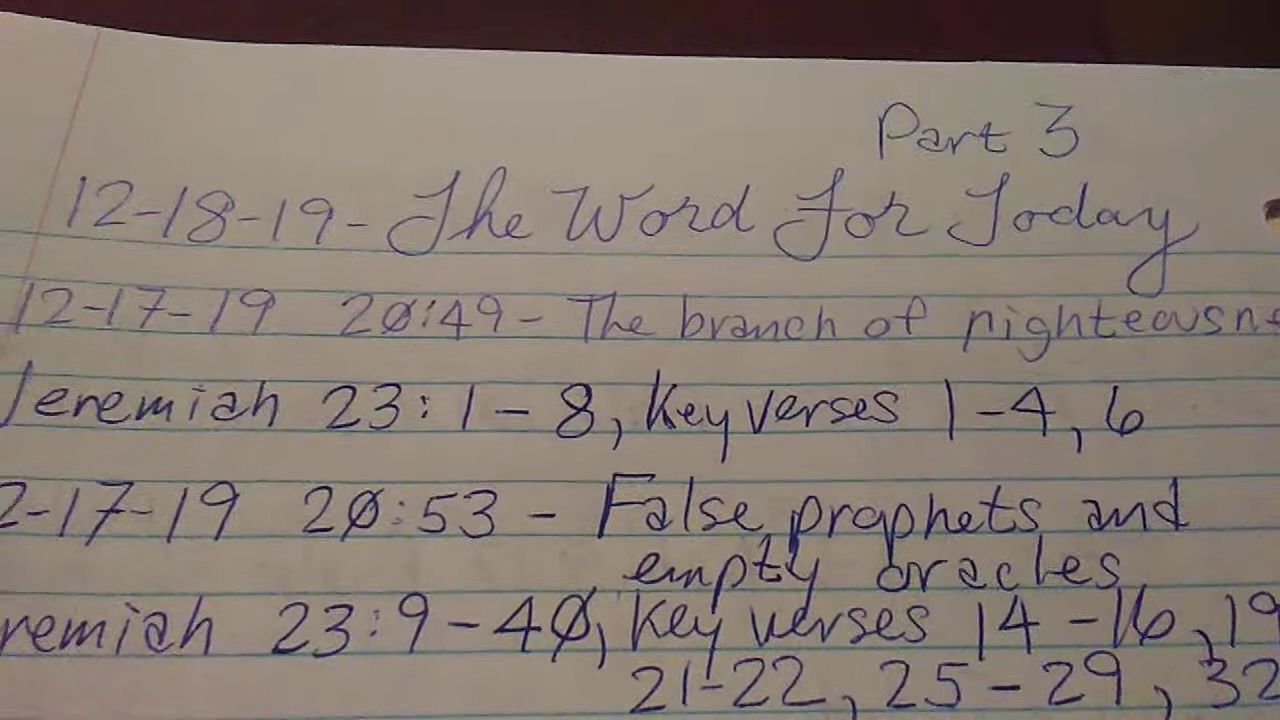 Part 3
12-18-19- The Word For Today
12-17-19 20:49 - The branch of righteousn
Jeremiah 23:1-8, Key verses 1-4, 6
2-17-19 20:53 - False prophets and
empty oracles
remiah 23:9-40, Key verses 14-16, 19
21-22, 25-29, 32